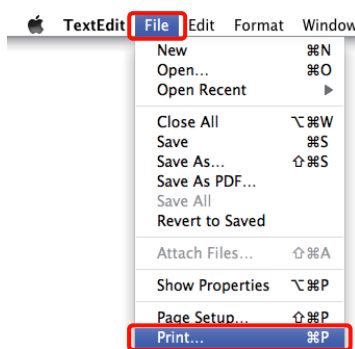 TextEdit File Edit Format Window
New ⌘N
Open... ⌘O
Open Recent ▶
Close All ⌥⌘W
Save ⌘S
Save As... ⇧⌘S
Save As PDF...
Save All
Revert to Saved
Attach Files... ⇧⌘A
Show Properties ⌥⌘P
Page Setup... ⇧⌘P
Print... ⌘P